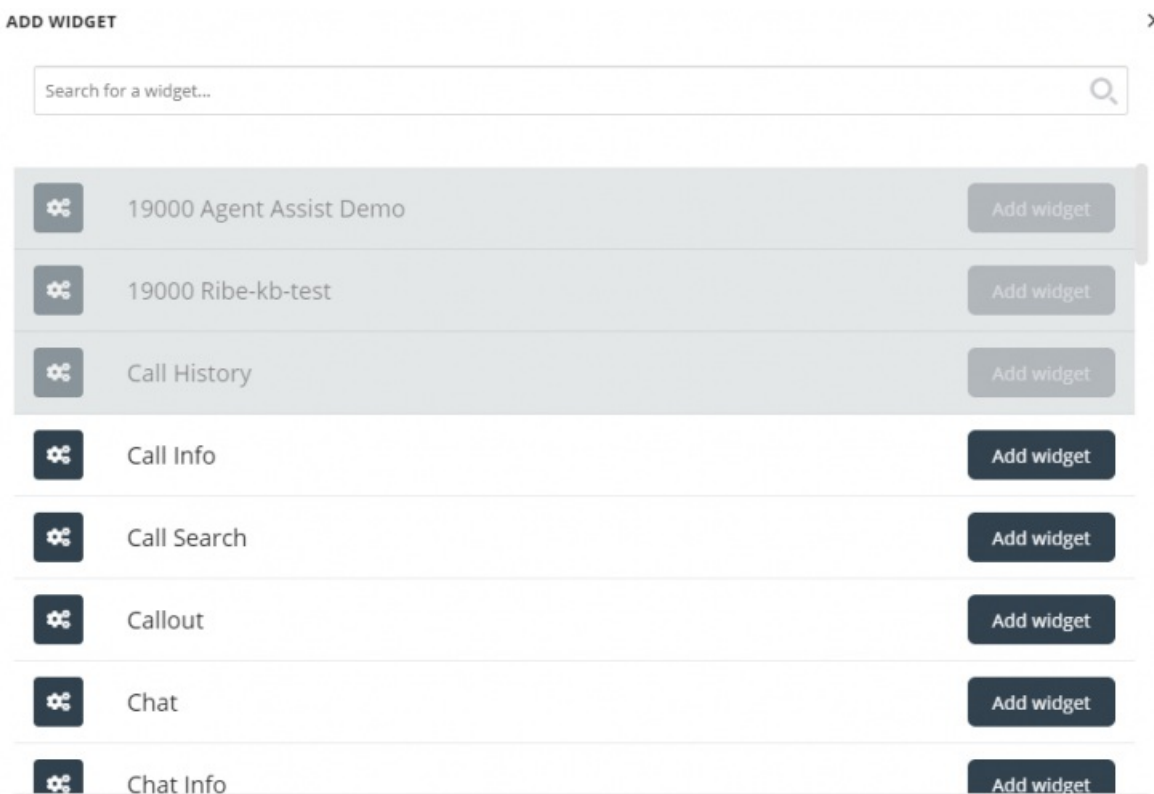 ADD WIDGET
Search for a widget...
19000 Agent Assist Demo Add widget
19000 Ribe-kb-test Add widget
Call History Add widget
Call Info Add widget
Call Search Add widget
Callout Add widget
Chat Add widget
Chat Info Add widget